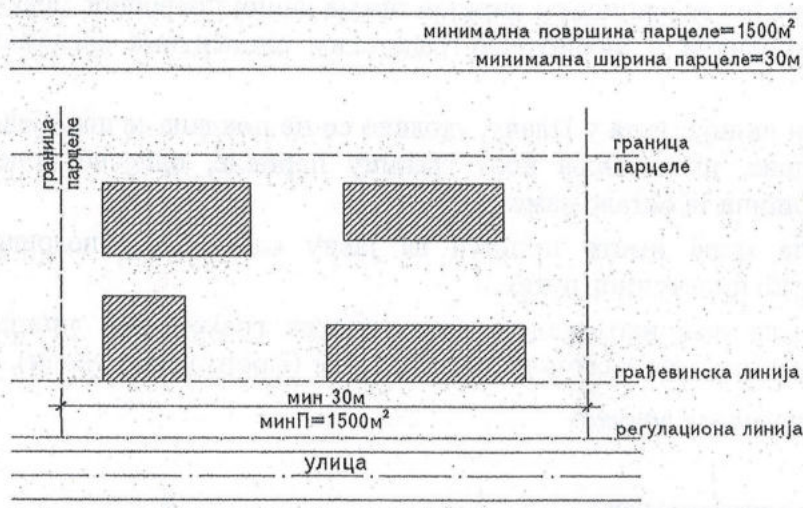 минимална површина парцеле=1500м²
минимална ширина парцеле=30м
граница
парцеле
граница
парцеле
грађевинска линија
мин 30м
минП=1500м²
регулациона линија
улица